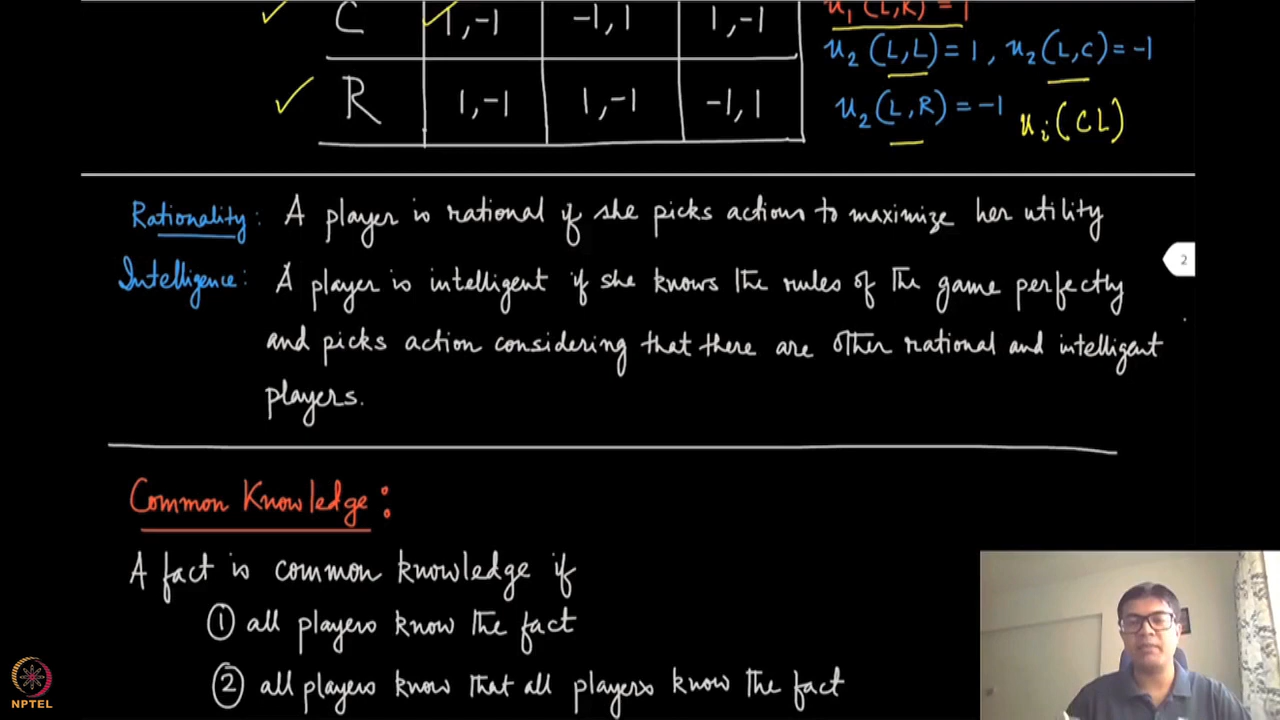 C 1,-1 -1,1 1,-1
R 1,-1 1,-1 -1,1
u₁(L,R) = 1
u₂(L,L) = 1, u₂(L,C) = -1
u₂(L,R) = -1 uᵢ(CL)
Rationality: A player is rational if she picks actions to maximize her utility
Intelligence: A player is intelligent if she knows the rules of the game perfectly
and picks action considering that there are other rational and intelligent
players.
2
Common Knowledge:
A fact is common knowledge if
① all players know the fact
② all players know that all players know the fact
NPTEL